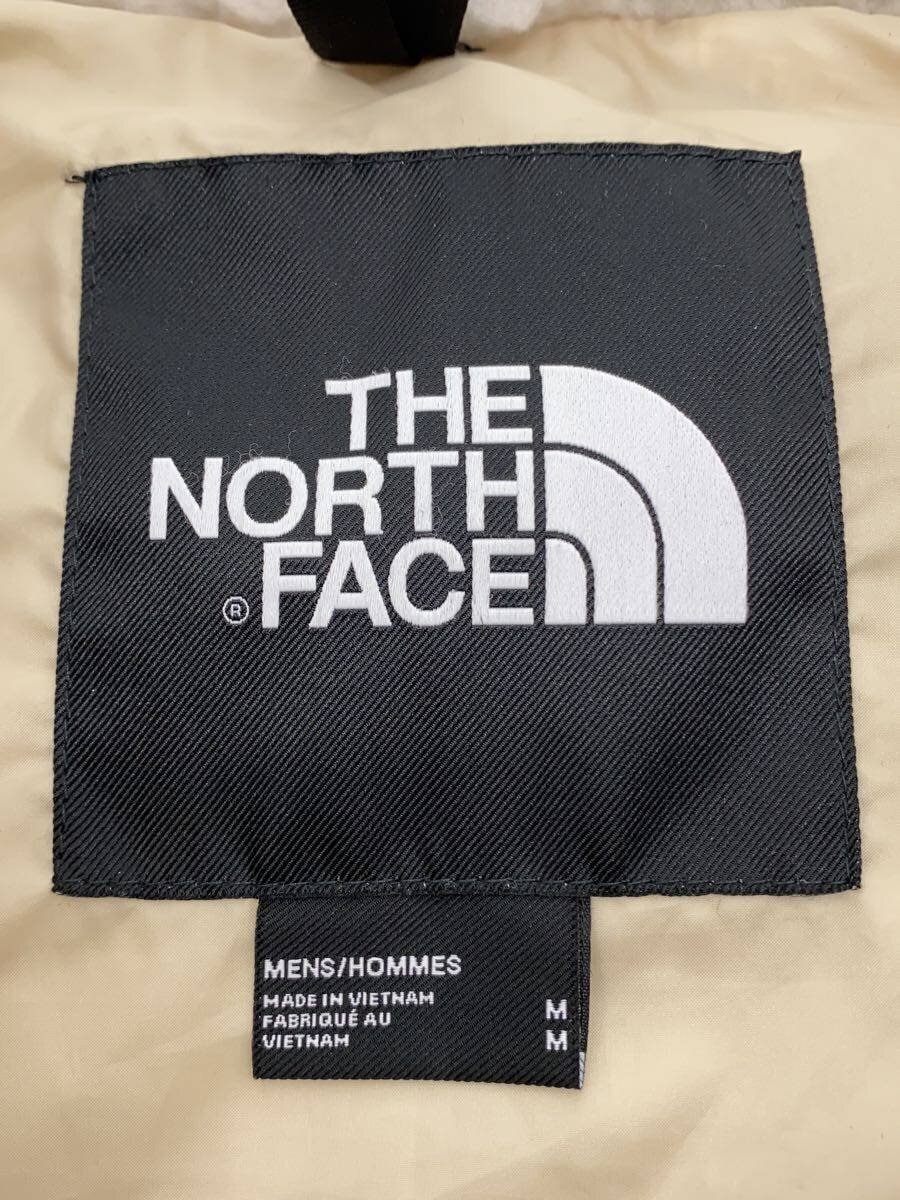 THE
NORTH
® FACE
MENS/HOMMES
MADE IN VIETNAM M
FABRIQUÉ AU
VIETNAM M